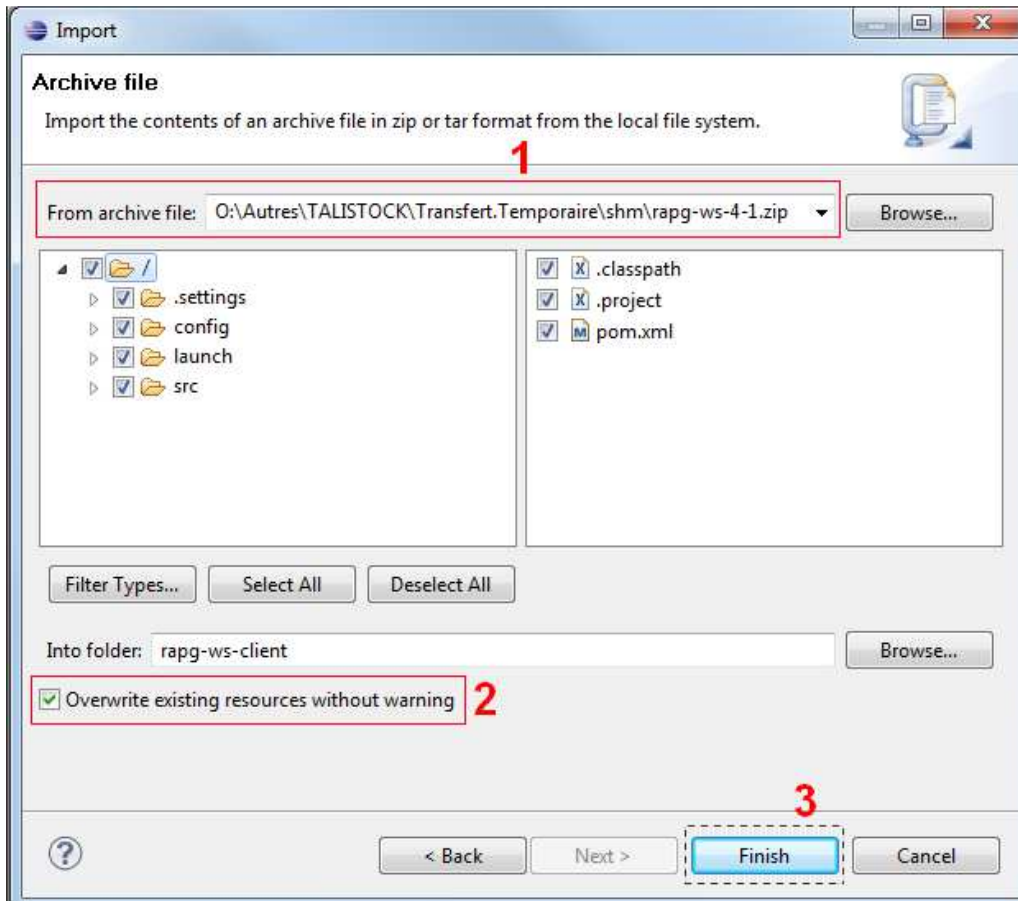 Import
Archive file
Import the contents of an archive file in zip or tar format from the local file system.
1
From archive file: O:\Autres\TALISTOCK\Transfert.Temporaire\shm\rapg-ws-4-1.zip Browse...
/
.settings
config
launch
src
.classpath
.project
pom.xml
Filter Types... Select All Deselect All
Into folder: rapg-ws-client Browse...
Overwrite existing resources without warning 2
3
? < Back Next > Finish Cancel